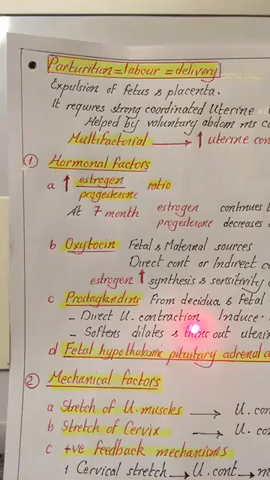 Parturition = labour = delivery
Expulsion of Fetus & placenta.
It requires strong coordinated Uterine
Helped by voluntary abdom ms
Multifactorial → ↑ uterine con
① Hormonal Factors
a ↑ estrogen / progesterone ratio
At 7 month estrogen continues
progesterone decreases
b Oxytocin Fetal & Maternal sources
Direct cont or Indirect
estrogen ↑ synthesis & sensitivity
c Prostaglandins From decidua & Fetal
- Direct U. contraction Induce
- Softens dilates & thins out uteri
d Fetal hypothalamic pituitary adrenal a
② Mechanical factors
a Stretch of U. muscles → U. con
b Stretch of Cervix → U. co
c +ve feedback mechanisms
1 Cervical stretch → U. cont → m